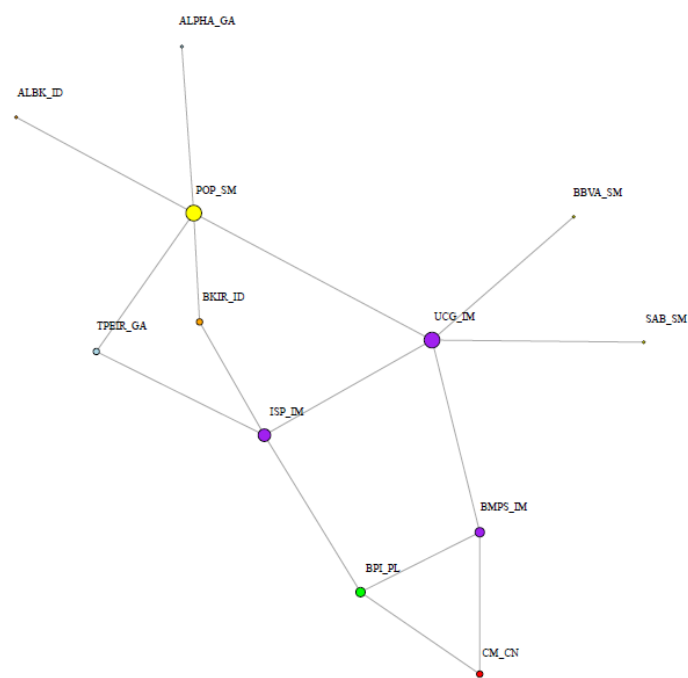 ALPHA_GA
ALBK_ID
POP_SM
BBVA_SM
BKIR_ID
UCG_IM
SAB_SM
TPEIR_GA
ISP_IM
BMPS_IM
BPI_PL
CM_CN